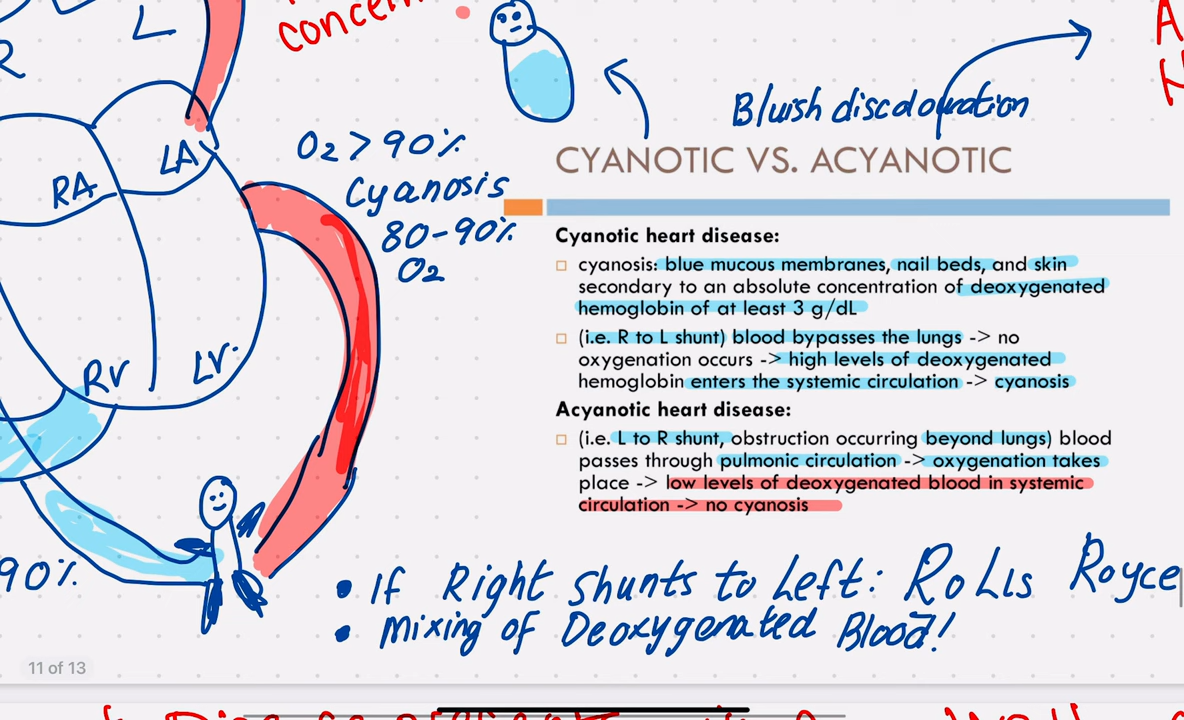 concer
L
R
Bluish discolouration
O₂ > 90%
Cyanosis
80-90%
O₂
LA
RA
RV
LV
90%
CYANOTIC VS. ACYANOTIC
Cyanotic heart disease:
cyanosis: blue mucous membranes, nail beds, and skin
secondary to an absolute concentration of deoxygenated
hemoglobin of at least 3 g/dL
(i.e. R to L shunt) blood bypasses the lungs -> no
oxygenation occurs -> high levels of deoxygenated
hemoglobin enters the systemic circulation -> cyanosis
Acyanotic heart disease:
(i.e. L to R shunt, obstruction occurring beyond lungs) blood
passes through pulmonic circulation -> oxygenation takes
place -> low levels of deoxygenated blood in systemic
circulation -> no cyanosis
• If Right Shunts to Left: RoLls Royce
• Mixing of Deoxygenated Blood!
11 of 13